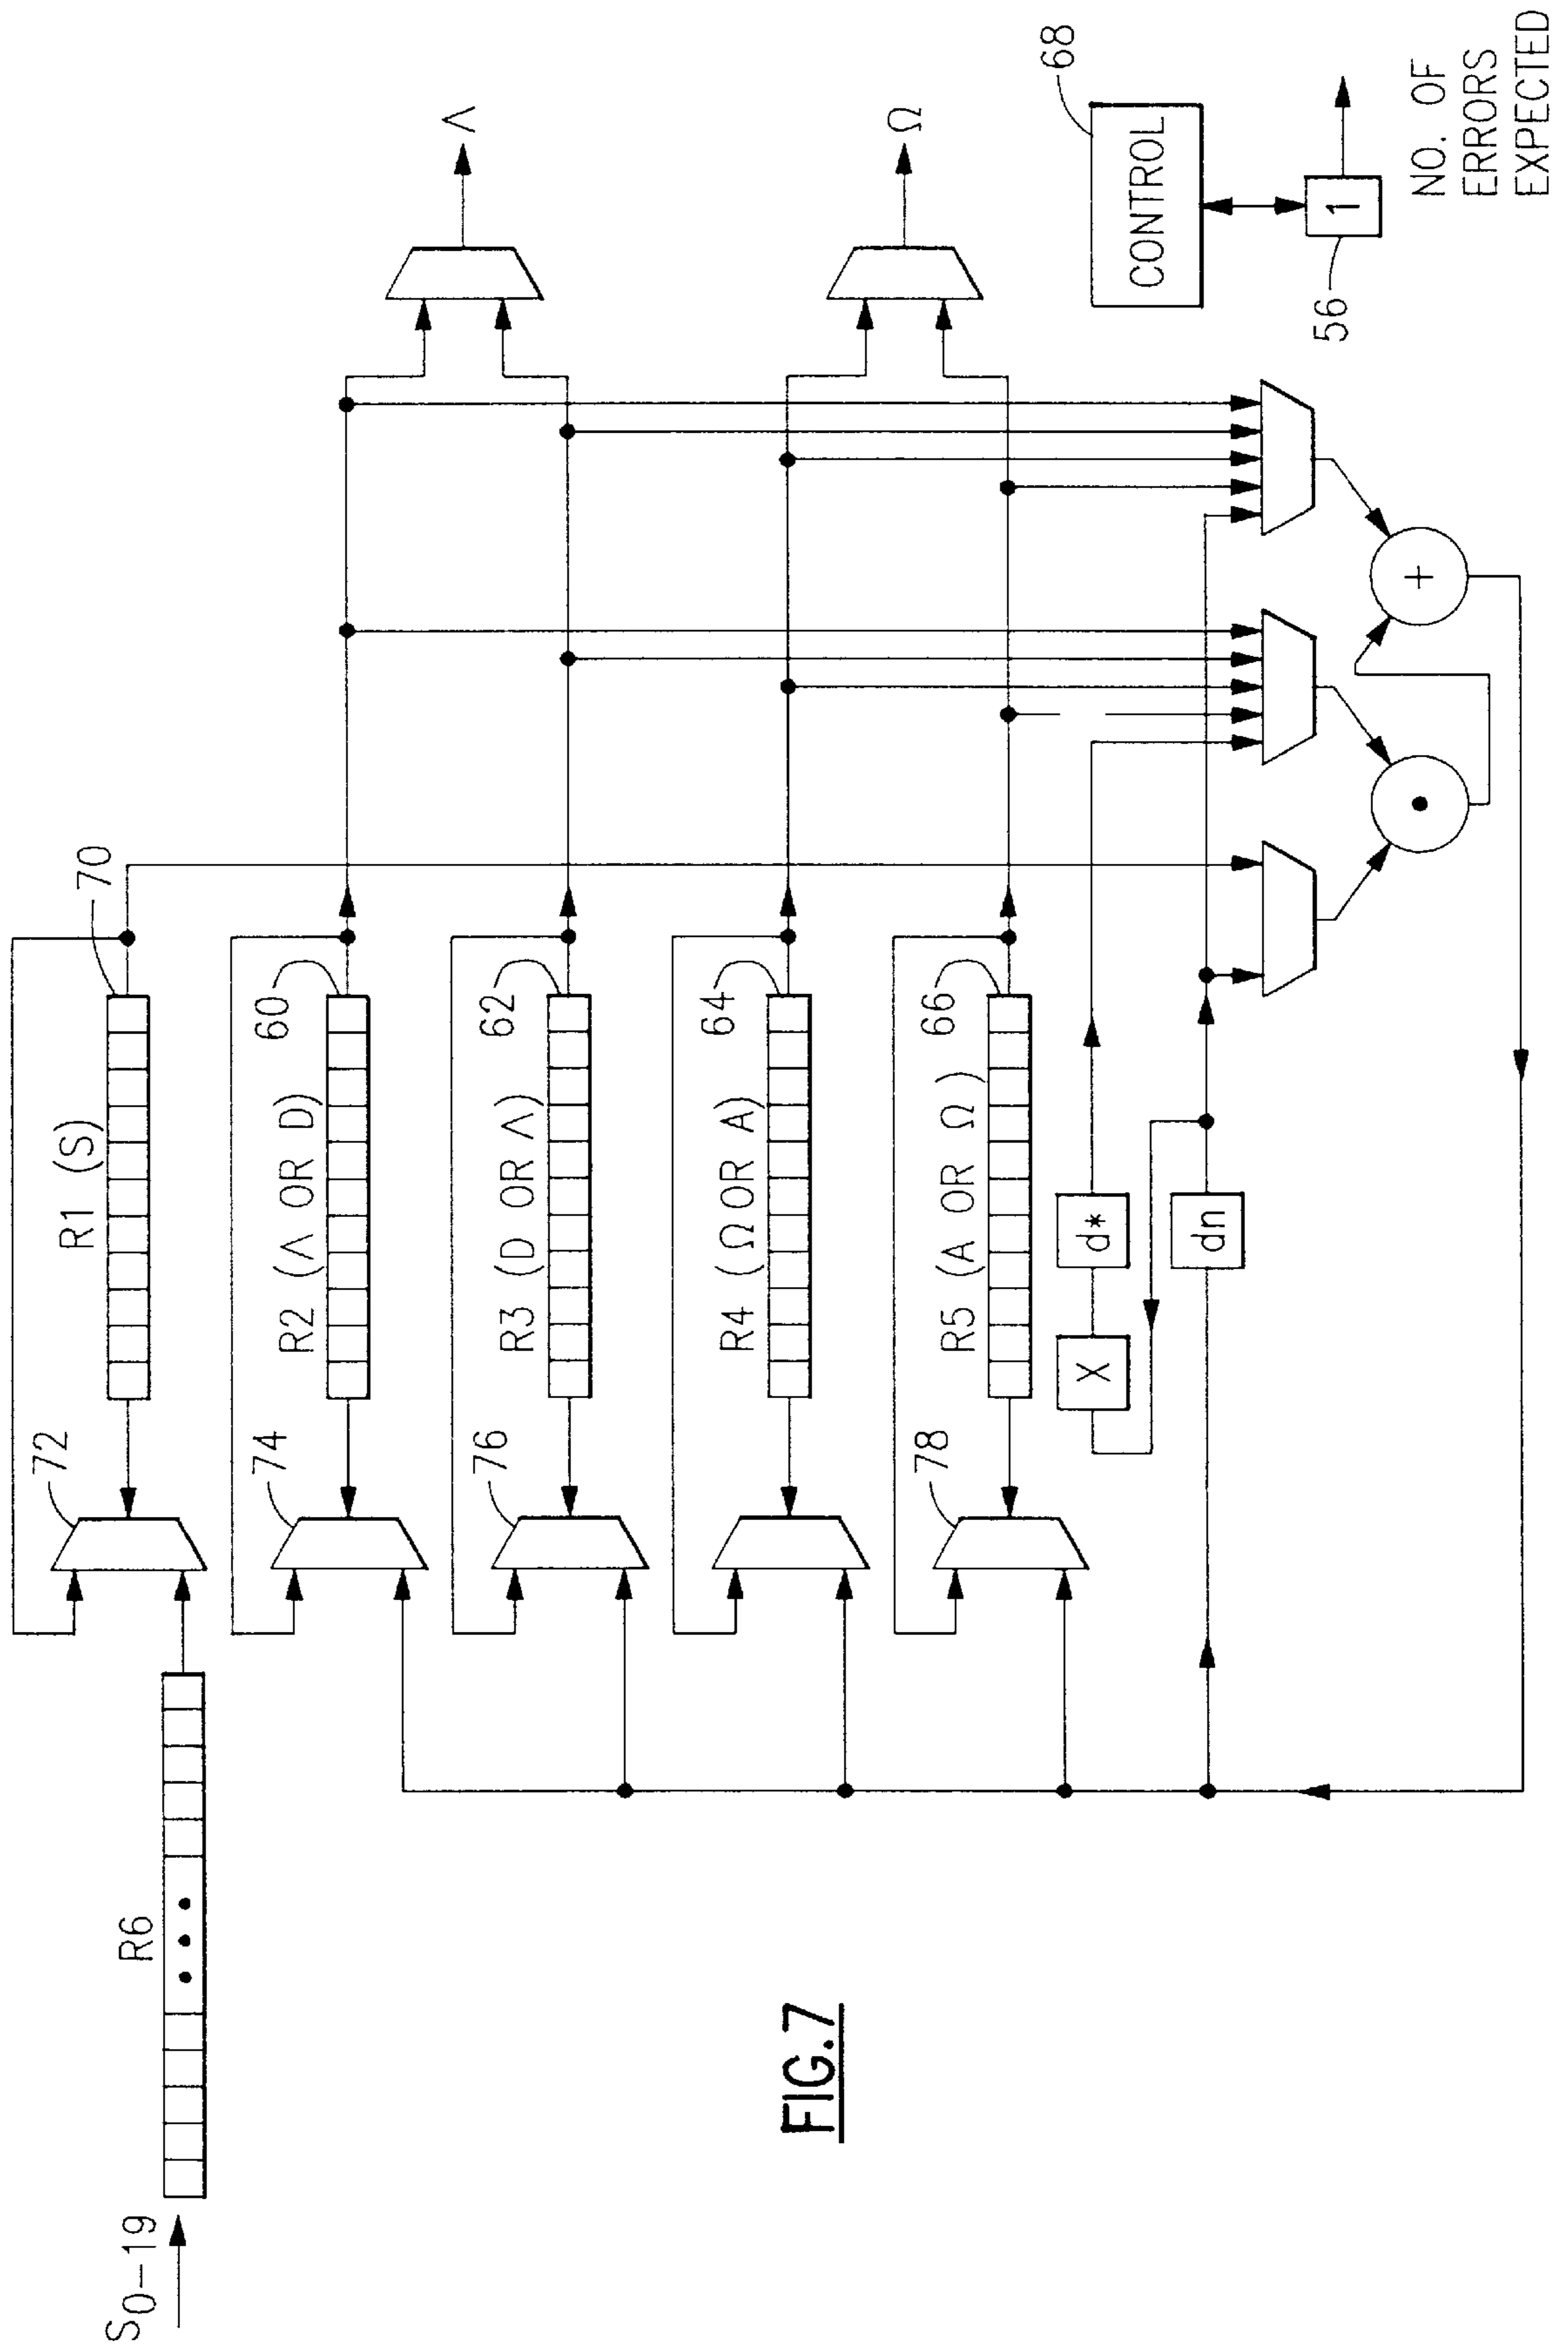 S0-19
R6
72
R1 (S)
70
74
R2 (Λ OR D)
60
Λ
76
R3 (D OR Λ)
62
R4 (Ω OR A)
64
Ω
78
R5 (A OR Ω)
66
X
d*
dn
68
CONTROL
56
1
NO. OF
ERRORS
EXPECTED
+
FIG.7